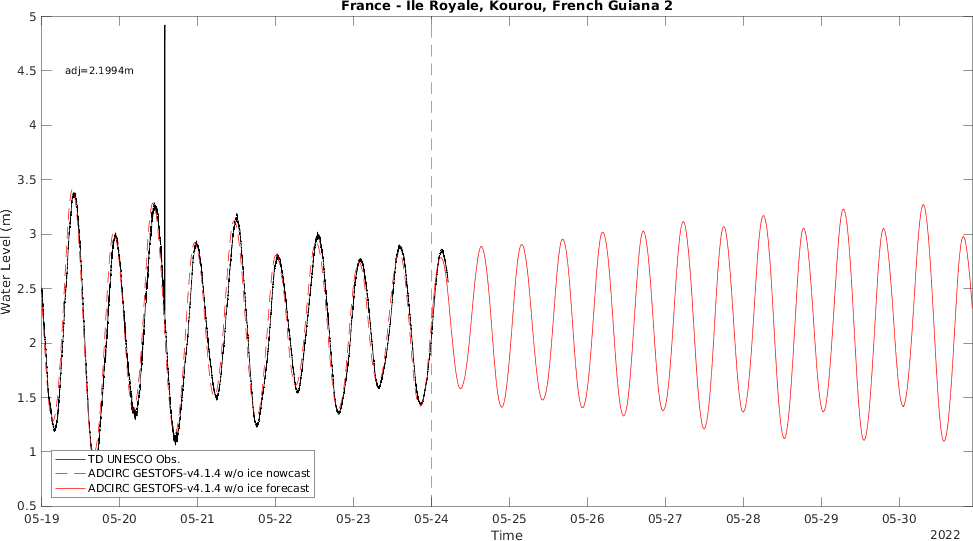 France - Ile Royale, Kourou, French Guiana 2
5
4.5
4
3.5
3
2.5
2
1.5
1
0.5
Water Level (m)
adj=2.1994m
TD UNESCO Obs.
ADCIRC GESTOFS-v4.1.4 w/o ice nowcast
ADCIRC GESTOFS-v4.1.4 w/o ice forecast
05-19 05-20 05-21 05-22 05-23 05-24 05-25 05-26 05-27 05-28 05-29 05-30
Time
2022